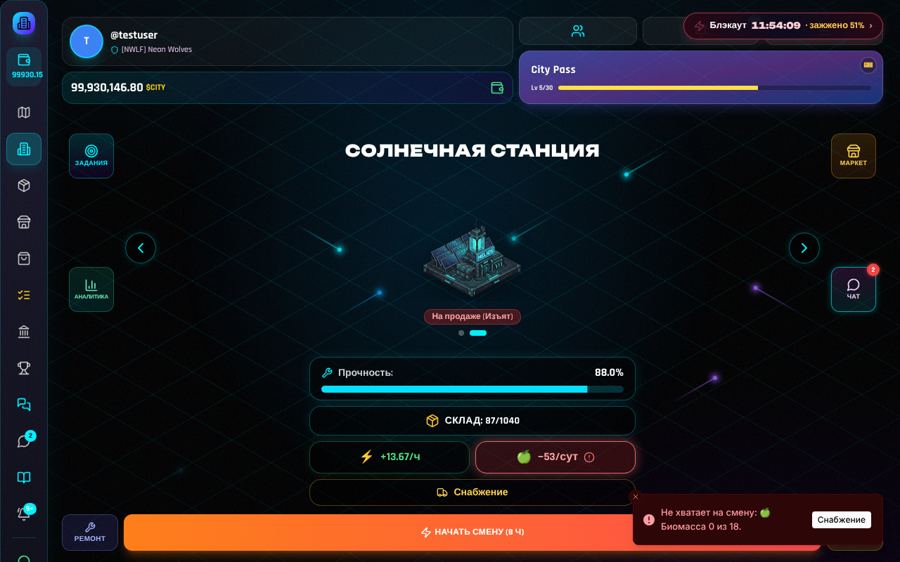 99930.15
T
@testuser
[NWLF] Neon Wolves
Блэкаут 11:54:09 · зажжено 51% ›
99,930,146.80 $CITY
City Pass
Lv 5/30
ЗАДАНИЯ
СОЛНЕЧНАЯ СТАНЦИЯ
МАРКЕТ
HELIOS
АНАЛИТИКА
2
ЧАТ
На продаже (Изъят)
Прочность: 88.0%
СКЛАД: 87/1040
+13.67/ч
−53/сут
Снабжение
2
9+
РЕМОНТ
НАЧАТЬ СМЕНУ (8 Ч)
Не хватает на смену: 🍏
Биомасса 0 из 18.
Снабжение